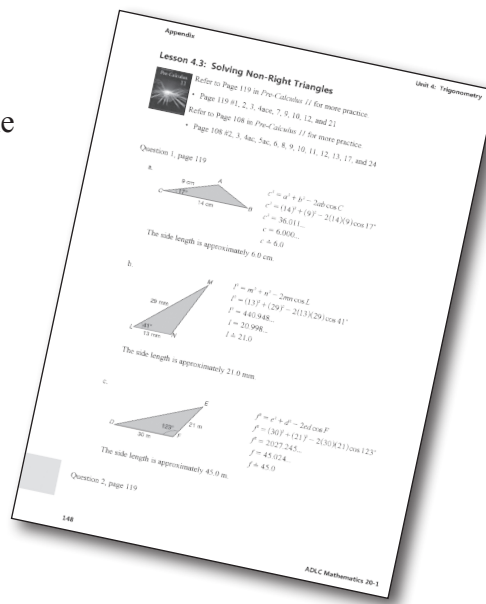 e
Appendix
Unit 4: Trigonometry
Lesson 4.3: Solving Non-Right Triangles
Pre-Calculus
11
Refer to Page 119 in Pre-Calculus 11 for more practice
• Page 119 #1, 2, 3, 4ace, 7, 9, 10, 12, and 21
Refer to Page 108 in Pre-Calculus 11 for more practice
• Page 108 #2, 3, 4ac, 5ac, 6, 8, 9, 10, 11, 12, 13, 17, and 24
Question 1, page 119
a.
9 cm
A
C
17°
14 cm
B
c² = a² + b² − 2ab cos C
c² = (14)² + (9)² − 2(14)(9) cos 17°
c² = 36.011...
c = 6.000...
c ≐ 6.0
The side length is approximately 6.0 cm.
b.
M
29 mm
L
41°
13 mm
N
l² = m² + n² − 2mn cos L
l² = (13)² + (29)² − 2(13)(29) cos 41°
l² = 440.948...
l = 20.998...
l ≐ 21.0
The side length is approximately 21.0 mm.
c.
E
D
123°
21 m
30 m
F
f² = e² + d² − 2ed cos F
f² = (30)² + (21)² − 2(30)(21) cos 123°
f² = 2027.245...
f = 45.024...
f ≐ 45.0
The side length is approximately 45.0 m.
Question 2, page 119
148
ADLC Mathematics 20-1